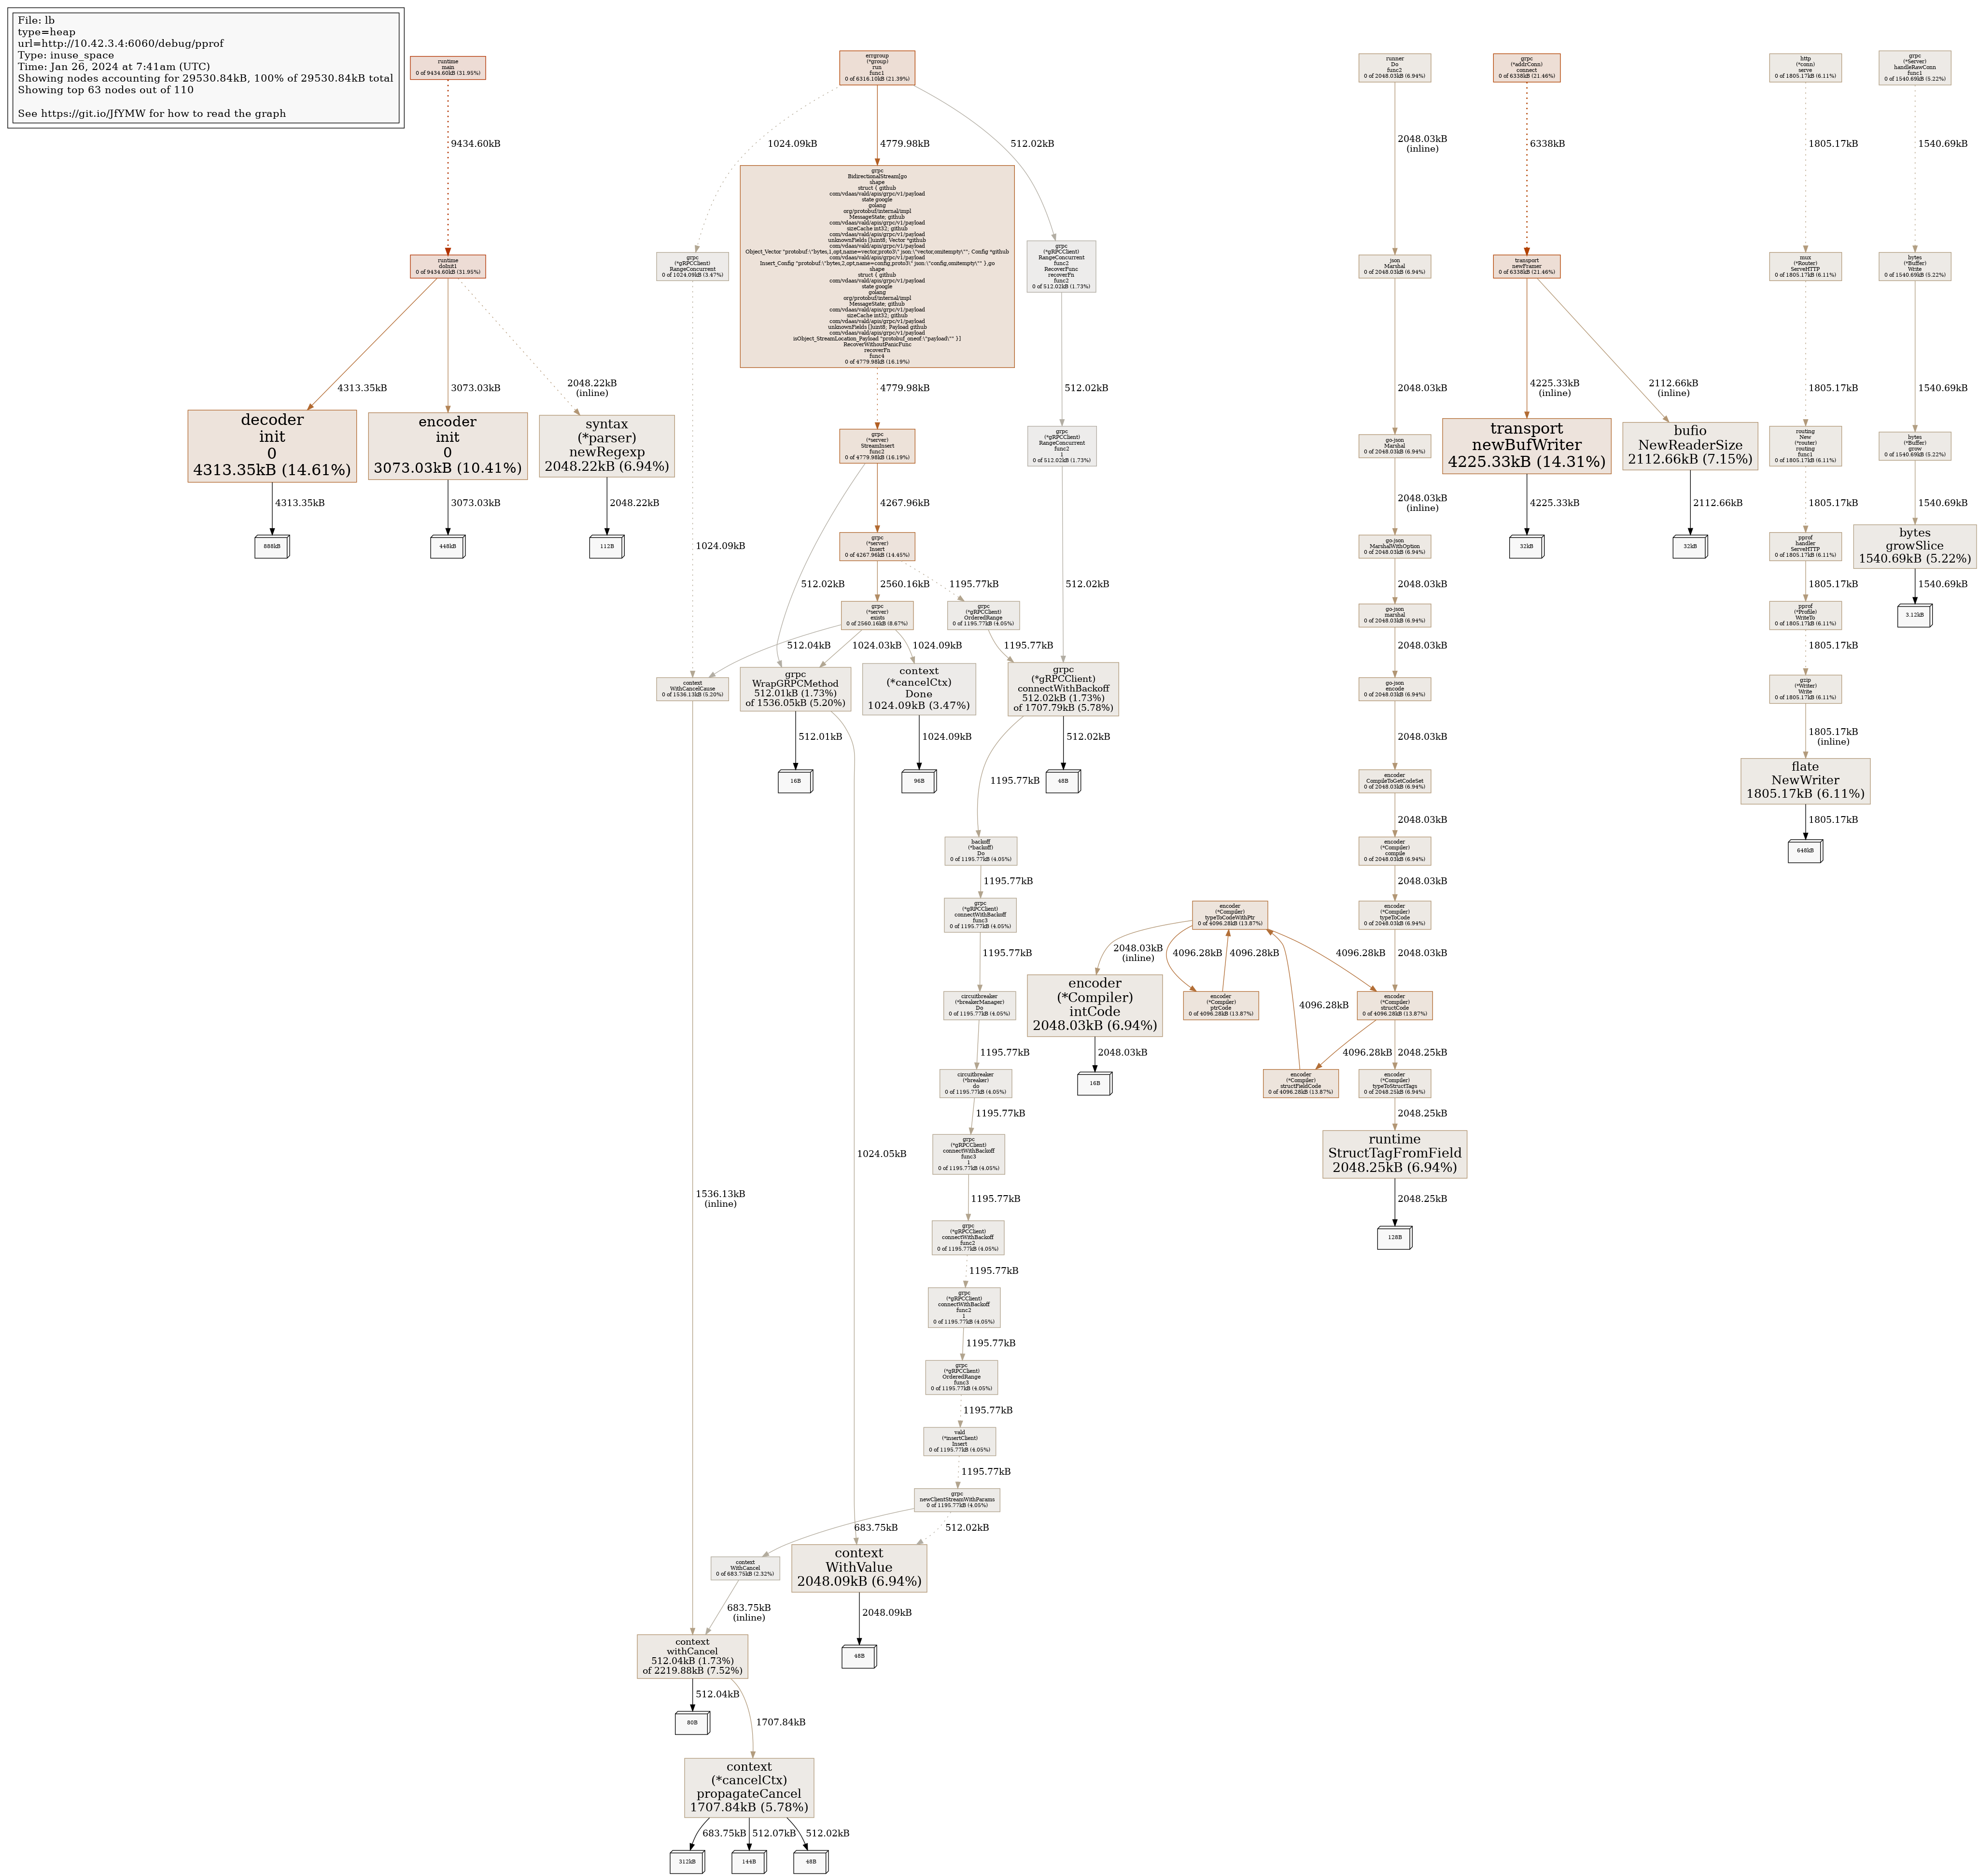 File: lb
type=heap
url=http://10.42.3.4:6060/debug/pprof
Type: inuse_space
Time: Jan 26, 2024 at 7:41am (UTC)
Showing nodes accounting for 29530.84kB, 100% of 29530.84kB total
Showing top 63 nodes out of 110
See https://git.io/JfYMW for how to read the graph
runtime
main
0 of 9434.60kB (31.95%)
9434.60kB
runtime
doInit1
0 of 9434.60kB (31.95%)
4313.35kB
3073.03kB
2048.22kB
(inline)
decoder
init
0
4313.35kB (14.61%)
4313.35kB
888kB
encoder
init
0
3073.03kB (10.41%)
3073.03kB
448kB
syntax
(*parser)
newRegexp
2048.22kB (6.94%)
2048.22kB
112B
errgroup
(*group)
run
func1
0 of 6316.10kB (21.39%)
1024.09kB
4779.98kB
512.02kB
grpc
(*gRPCClient)
RangeConcurrent
0 of 1024.09kB (3.47%)
1024.09kB
grpc
BidirectionalStream[go
shape
struct { github
com/vdaas/vald/apis/grpc/v1/payload
state google
golang
org/protobuf/internal/impl
MessageState; github
com/vdaas/vald/apis/grpc/v1/payload
sizeCache int32; github
com/vdaas/vald/apis/grpc/v1/payload
unknownFields []uint8; Vector *github
com/vdaas/vald/apis/grpc/v1/payload
Object_Vector "protobuf:\"bytes,1,opt,name=vector,proto3\" json:\"vector,omitempty\""; Config *github
com/vdaas/vald/apis/grpc/v1/payload
Insert_Config "protobuf:\"bytes,2,opt,name=config,proto3\" json:\"config,omitempty\"" },go
shape
struct { github
com/vdaas/vald/apis/grpc/v1/payload
state google
golang
org/protobuf/internal/impl
MessageState; github
com/vdaas/vald/apis/grpc/v1/payload
sizeCache int32; github
com/vdaas/vald/apis/grpc/v1/payload
unknownFields []uint8; Payload github
com/vdaas/vald/apis/grpc/v1/payload
isObject_StreamLocation_Payload "protobuf_oneof:\"payload\"" }]
RecoverWithoutPanicFunc
recoverFn
func4
0 of 4779.98kB (16.19%)
4779.98kB
grpc
(*gRPCClient)
RangeConcurrent
func2
RecoverFunc
recoverFn
func2
0 of 512.02kB (1.73%)
512.02kB
grpc
(*server)
StreamInsert
func2
0 of 4779.98kB (16.19%)
512.02kB
4267.96kB
grpc
(*gRPCClient)
RangeConcurrent
func2
1
0 of 512.02kB (1.73%)
512.02kB
grpc
(*server)
Insert
0 of 4267.96kB (14.45%)
2560.16kB
1195.77kB
grpc
(*server)
exists
0 of 2560.16kB (8.67%)
512.04kB
1024.03kB
1024.09kB
grpc
(*gRPCClient)
OrderedRange
0 of 1195.77kB (4.05%)
1195.77kB
context
WithCancelCause
0 of 1536.13kB (5.20%)
1536.13kB
(inline)
grpc
WrapGRPCMethod
512.01kB (1.73%)
of 1536.05kB (5.20%)
512.01kB
16B
1024.05kB
context
(*cancelCtx)
Done
1024.09kB (3.47%)
1024.09kB
96B
grpc
(*gRPCClient)
connectWithBackoff
512.02kB (1.73%)
of 1707.79kB (5.78%)
1195.77kB
512.02kB
48B
backoff
(*backoff)
Do
0 of 1195.77kB (4.05%)
1195.77kB
grpc
(*gRPCClient)
connectWithBackoff
func3
0 of 1195.77kB (4.05%)
1195.77kB
circuitbreaker
(*breakerManager)
Do
0 of 1195.77kB (4.05%)
1195.77kB
circuitbreaker
(*breaker)
do
0 of 1195.77kB (4.05%)
1195.77kB
grpc
(*gRPCClient)
connectWithBackoff
func3
1
0 of 1195.77kB (4.05%)
1195.77kB
grpc
(*gRPCClient)
connectWithBackoff
func2
0 of 1195.77kB (4.05%)
1195.77kB
grpc
(*gRPCClient)
connectWithBackoff
func2
1
0 of 1195.77kB (4.05%)
1195.77kB
grpc
(*gRPCClient)
OrderedRange
func3
0 of 1195.77kB (4.05%)
1195.77kB
vald
(*insertClient)
Insert
0 of 1195.77kB (4.05%)
1195.77kB
grpc
newClientStreamWithParams
0 of 1195.77kB (4.05%)
683.75kB
512.02kB
context
WithCancel
0 of 683.75kB (2.32%)
683.75kB
(inline)
context
WithValue
2048.09kB (6.94%)
2048.09kB
48B
context
withCancel
512.04kB (1.73%)
of 2219.88kB (7.52%)
512.04kB
80B
1707.84kB
context
(*cancelCtx)
propagateCancel
1707.84kB (5.78%)
683.75kB
512.07kB
512.02kB
312kB
144B
48B
runner
Do
func2
0 of 2048.03kB (6.94%)
2048.03kB
(inline)
json
Marshal
0 of 2048.03kB (6.94%)
2048.03kB
go-json
Marshal
0 of 2048.03kB (6.94%)
2048.03kB
(inline)
go-json
MarshalWithOption
0 of 2048.03kB (6.94%)
2048.03kB
go-json
marshal
0 of 2048.03kB (6.94%)
2048.03kB
go-json
encode
0 of 2048.03kB (6.94%)
2048.03kB
encoder
CompileToGetCodeSet
0 of 2048.03kB (6.94%)
2048.03kB
encoder
(*Compiler)
compile
0 of 2048.03kB (6.94%)
2048.03kB
encoder
(*Compiler)
typeToCode
0 of 2048.03kB (6.94%)
2048.03kB
encoder
(*Compiler)
typeToCodeWithPtr
0 of 4096.28kB (13.87%)
2048.03kB
(inline)
4096.28kB
4096.28kB
4096.28kB
encoder
(*Compiler)
intCode
2048.03kB (6.94%)
2048.03kB
16B
encoder
(*Compiler)
ptrCode
0 of 4096.28kB (13.87%)
4096.28kB
encoder
(*Compiler)
structCode
0 of 4096.28kB (13.87%)
4096.28kB
2048.25kB
encoder
(*Compiler)
structFieldCode
0 of 4096.28kB (13.87%)
encoder
(*Compiler)
typeToStructTags
0 of 2048.25kB (6.94%)
2048.25kB
runtime
StructTagFromField
2048.25kB (6.94%)
2048.25kB
128B
grpc
(*addrConn)
connect
0 of 6338kB (21.46%)
6338kB
transport
newFramer
0 of 6338kB (21.46%)
4225.33kB
(inline)
2112.66kB
(inline)
transport
newBufWriter
4225.33kB (14.31%)
4225.33kB
32kB
bufio
NewReaderSize
2112.66kB (7.15%)
2112.66kB
32kB
http
(*conn)
serve
0 of 1805.17kB (6.11%)
1805.17kB
mux
(*Router)
ServeHTTP
0 of 1805.17kB (6.11%)
1805.17kB
routing
New
(*router)
routing
func1
0 of 1805.17kB (6.11%)
1805.17kB
pprof
handler
ServeHTTP
0 of 1805.17kB (6.11%)
1805.17kB
pprof
(*Profile)
WriteTo
0 of 1805.17kB (6.11%)
1805.17kB
gzip
(*Writer)
Write
0 of 1805.17kB (6.11%)
1805.17kB
(inline)
flate
NewWriter
1805.17kB (6.11%)
1805.17kB
648kB
grpc
(*Server)
handleRawConn
func1
0 of 1540.69kB (5.22%)
1540.69kB
bytes
(*Buffer)
Write
0 of 1540.69kB (5.22%)
1540.69kB
bytes
(*Buffer)
grow
0 of 1540.69kB (5.22%)
1540.69kB
bytes
growSlice
1540.69kB (5.22%)
1540.69kB
3.12kB